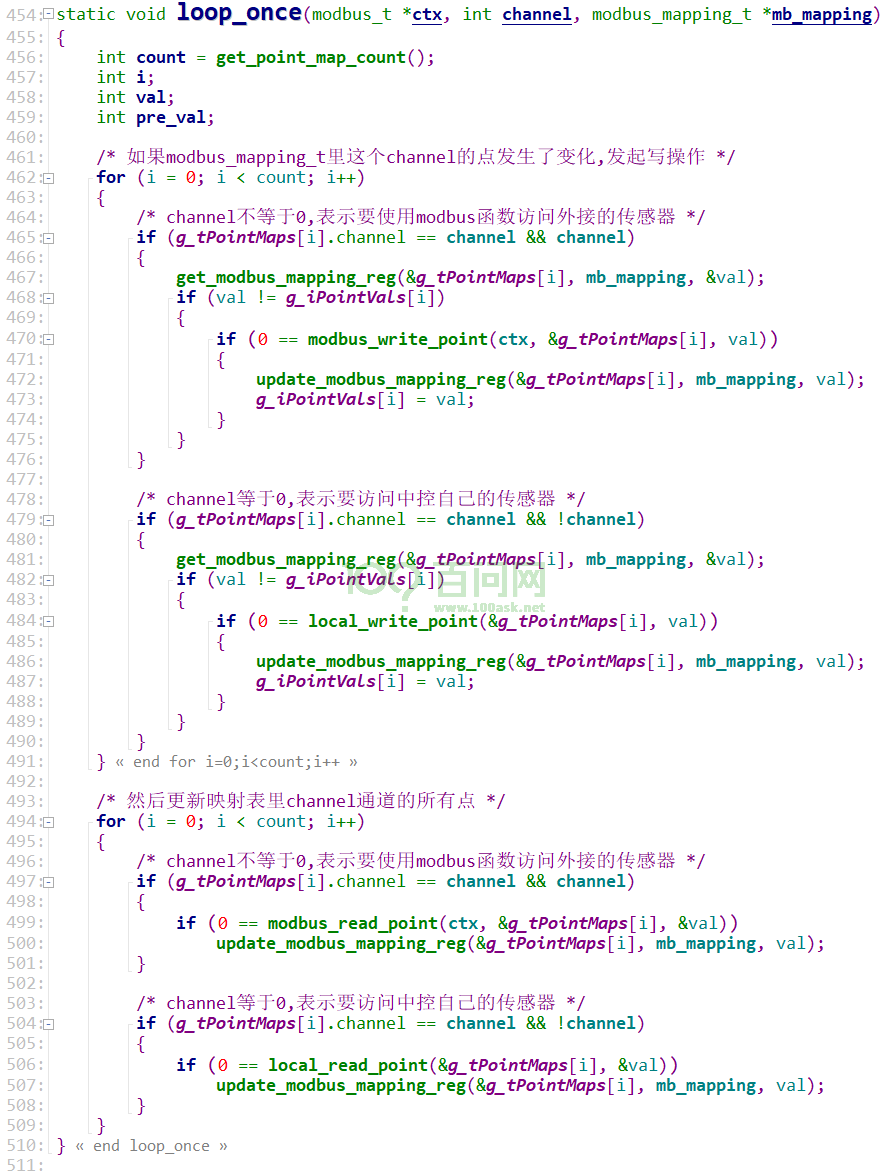 454: static void loop_once(modbus_t *ctx, int channel, modbus_mapping_t *mb_mapping)
455: {
456: int count = get_point_map_count();
457: int i;
458: int val;
459: int pre_val;
460:
461: /* 如果modbus_mapping_t里这个channel的点发生了变化,发起写操作 */
462: for (i = 0; i < count; i++)
463: {
464: /* channel不等于0,表示要使用modbus函数访问外接的传感器 */
465: if (g_tPointMaps[i].channel == channel && channel)
466: {
467: get_modbus_mapping_reg(&g_tPointMaps[i], mb_mapping, &val);
468: if (val != g_iPointVals[i])
469: {
470: if (0 == modbus_write_point(ctx, &g_tPointMaps[i], val))
471: {
472: update_modbus_mapping_reg(&g_tPointMaps[i], mb_mapping, val);
473: g_iPointVals[i] = val;
474: }
475: }
476: }
477:
478: /* channel等于0,表示要访问中控自己的传感器 */
479: if (g_tPointMaps[i].channel == channel && !channel)
480: {
481: get_modbus_mapping_reg(&g_tPointMaps[i], mb_mapping, &val);
482: if (val != g_iPointVals[i])
483: {
484: if (0 == local_write_point(&g_tPointMaps[i], val))
485: {
486: update_modbus_mapping_reg(&g_tPointMaps[i], mb_mapping, val);
487: g_iPointVals[i] = val;
488: }
489: }
490: }
491: } « end for i=0;i<count;i++ »
492:
493: /* 然后更新映射表里channel通道的所有点 */
494: for (i = 0; i < count; i++)
495: {
496: /* channel不等于0,表示要使用modbus函数访问外接的传感器 */
497: if (g_tPointMaps[i].channel == channel && channel)
498: {
499: if (0 == modbus_read_point(ctx, &g_tPointMaps[i], &val))
500: update_modbus_mapping_reg(&g_tPointMaps[i], mb_mapping, val);
501: }
502:
503: /* channel等于0,表示要访问中控自己的传感器 */
504: if (g_tPointMaps[i].channel == channel && !channel)
505: {
506: if (0 == local_read_point(&g_tPointMaps[i], &val))
507: update_modbus_mapping_reg(&g_tPointMaps[i], mb_mapping, val);
508: }
509: }
510: } « end loop_once »
511:
百问网
www.100ask.net